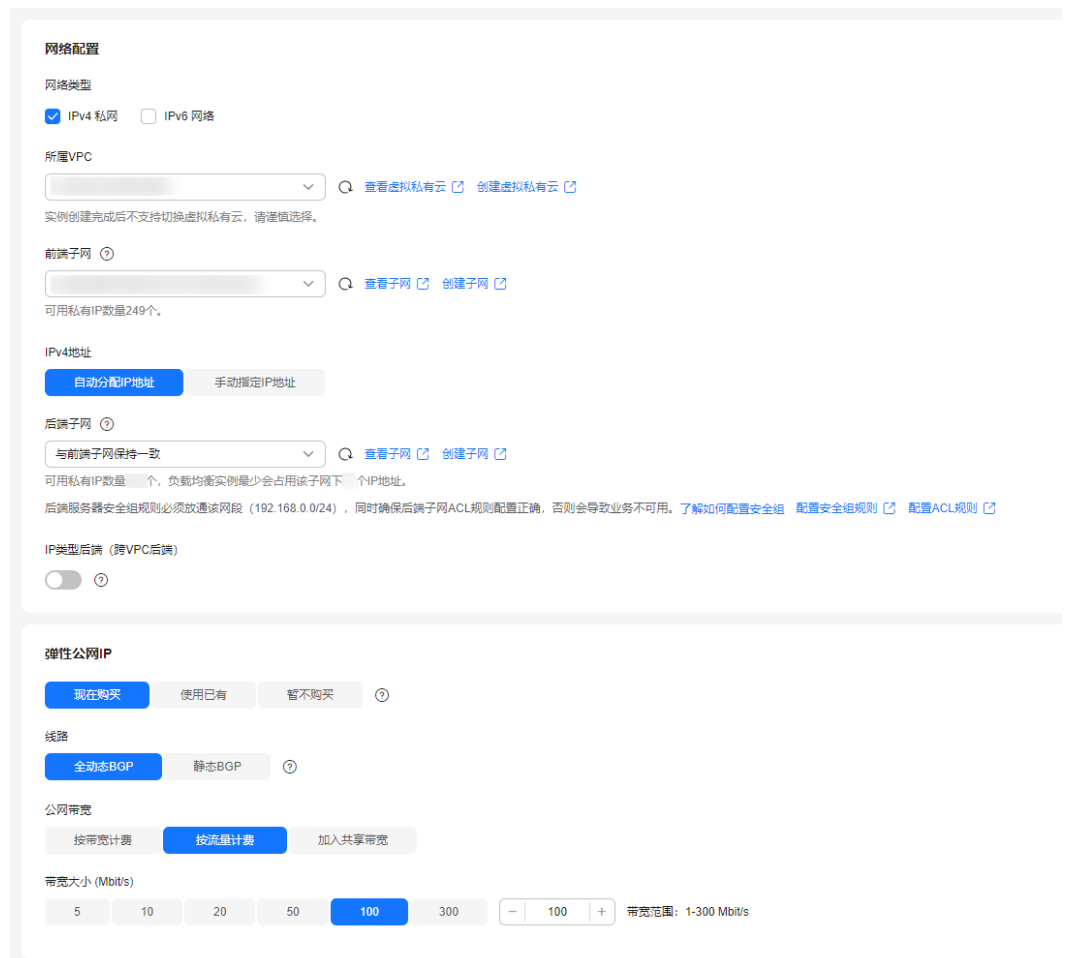 网络配置
网络类型
IPv4 私网 IPv6 网络
所属VPC
查看虚拟私有云 创建虚拟私有云
实例创建完成后不支持切换虚拟私有云，请谨慎选择。
前端子网 ?
查看子网 创建子网
可用私有IP数量249个。
IPv4地址
自动分配IP地址 手动指定IP地址
后端子网 ?
与前端子网保持一致 查看子网 创建子网
可用私有IP数量 个，负载均衡实例最少会占用该子网下 个IP地址。
后端服务器安全组规则必须放通该网段（192.168.0.0/24），同时确保后端子网ACL规则配置正确，否则会导致业务不可用。了解如何配置安全组 配置安全组规则 配置ACL规则
IP类型后端（跨VPC后端）
?
弹性公网IP
现在购买 使用已有 暂不购买 ?
线路
全动态BGP 静态BGP ?
公网带宽
按带宽计费 按流量计费 加入共享带宽
带宽大小 (Mbit/s)
5 10 20 50 100 300 − 100 + 带宽范围：1-300 Mbit/s